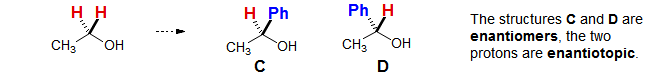 H H
CH3 OH
H Ph
CH3 OH
C
Ph H
CH3 OH
D
The structures C and D are
enantiomers, the two
protons are enantiotopic.